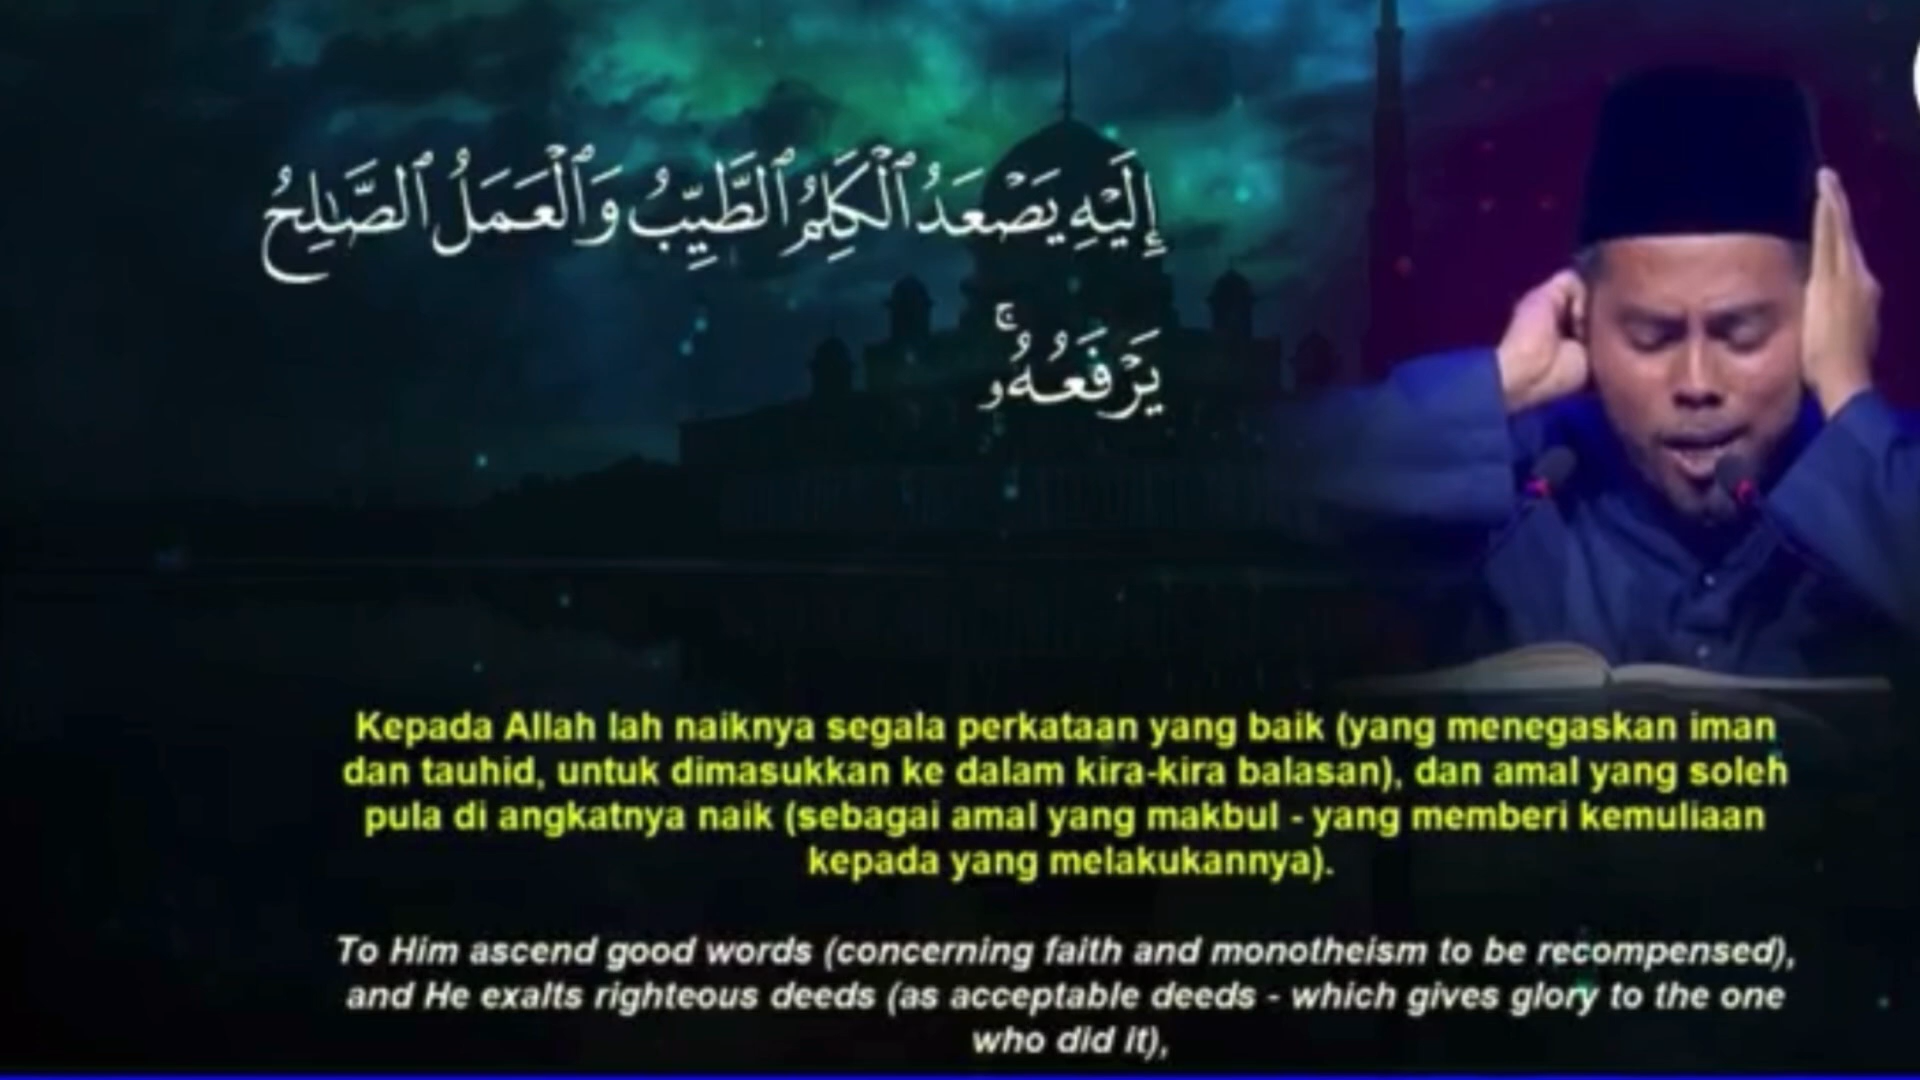 إِلَيْهِ يَصْعَدُ ٱلْكَلِمُ ٱلطَّيِّبُ وَٱلْعَمَلُ ٱلصَّـٰلِحُ
يَرْفَعُهُۥ ۚ
Kepada Allah lah naiknya segala perkataan yang baik (yang menegaskan iman
dan tauhid, untuk dimasukkan ke dalam kira-kira balasan), dan amal yang soleh
pula di angkatnya naik (sebagai amal yang makbul - yang memberi kemuliaan
kepada yang melakukannya).
To Him ascend good words (concerning faith and monotheism to be recompensed),
and He exalts righteous deeds (as acceptable deeds - which gives glory to the one
who did it),